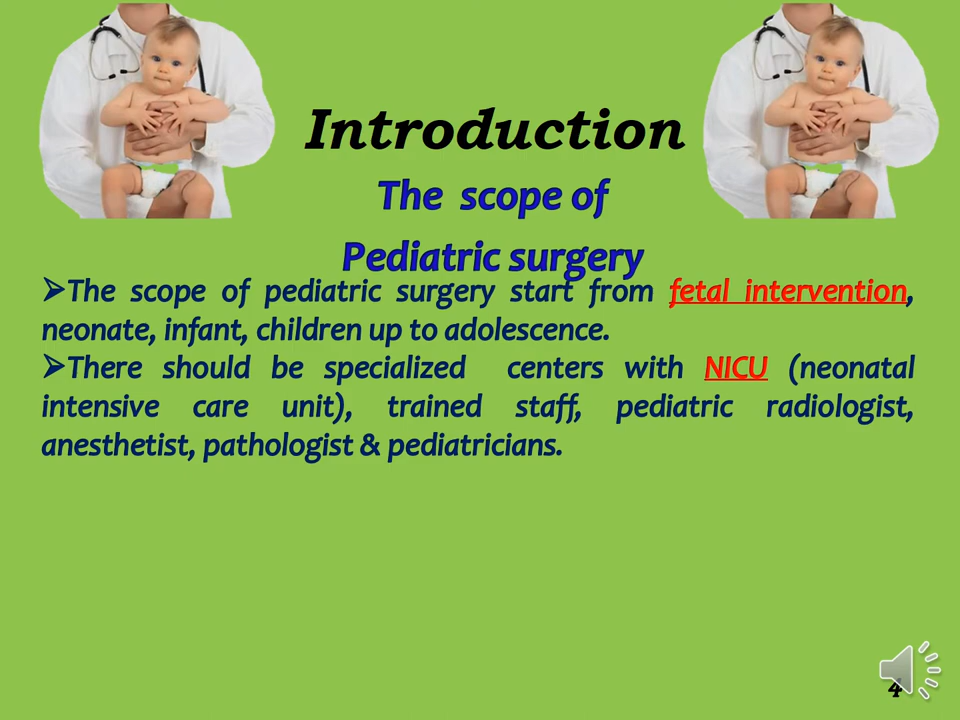 Introduction
The scope of
Pediatric surgery
➢The scope of pediatric surgery start from fetal intervention,
neonate, infant, children up to adolescence.
➢There should be specialized centers with NICU (neonatal
intensive care unit), trained staff, pediatric radiologist,
anesthetist, pathologist & pediatricians.
4